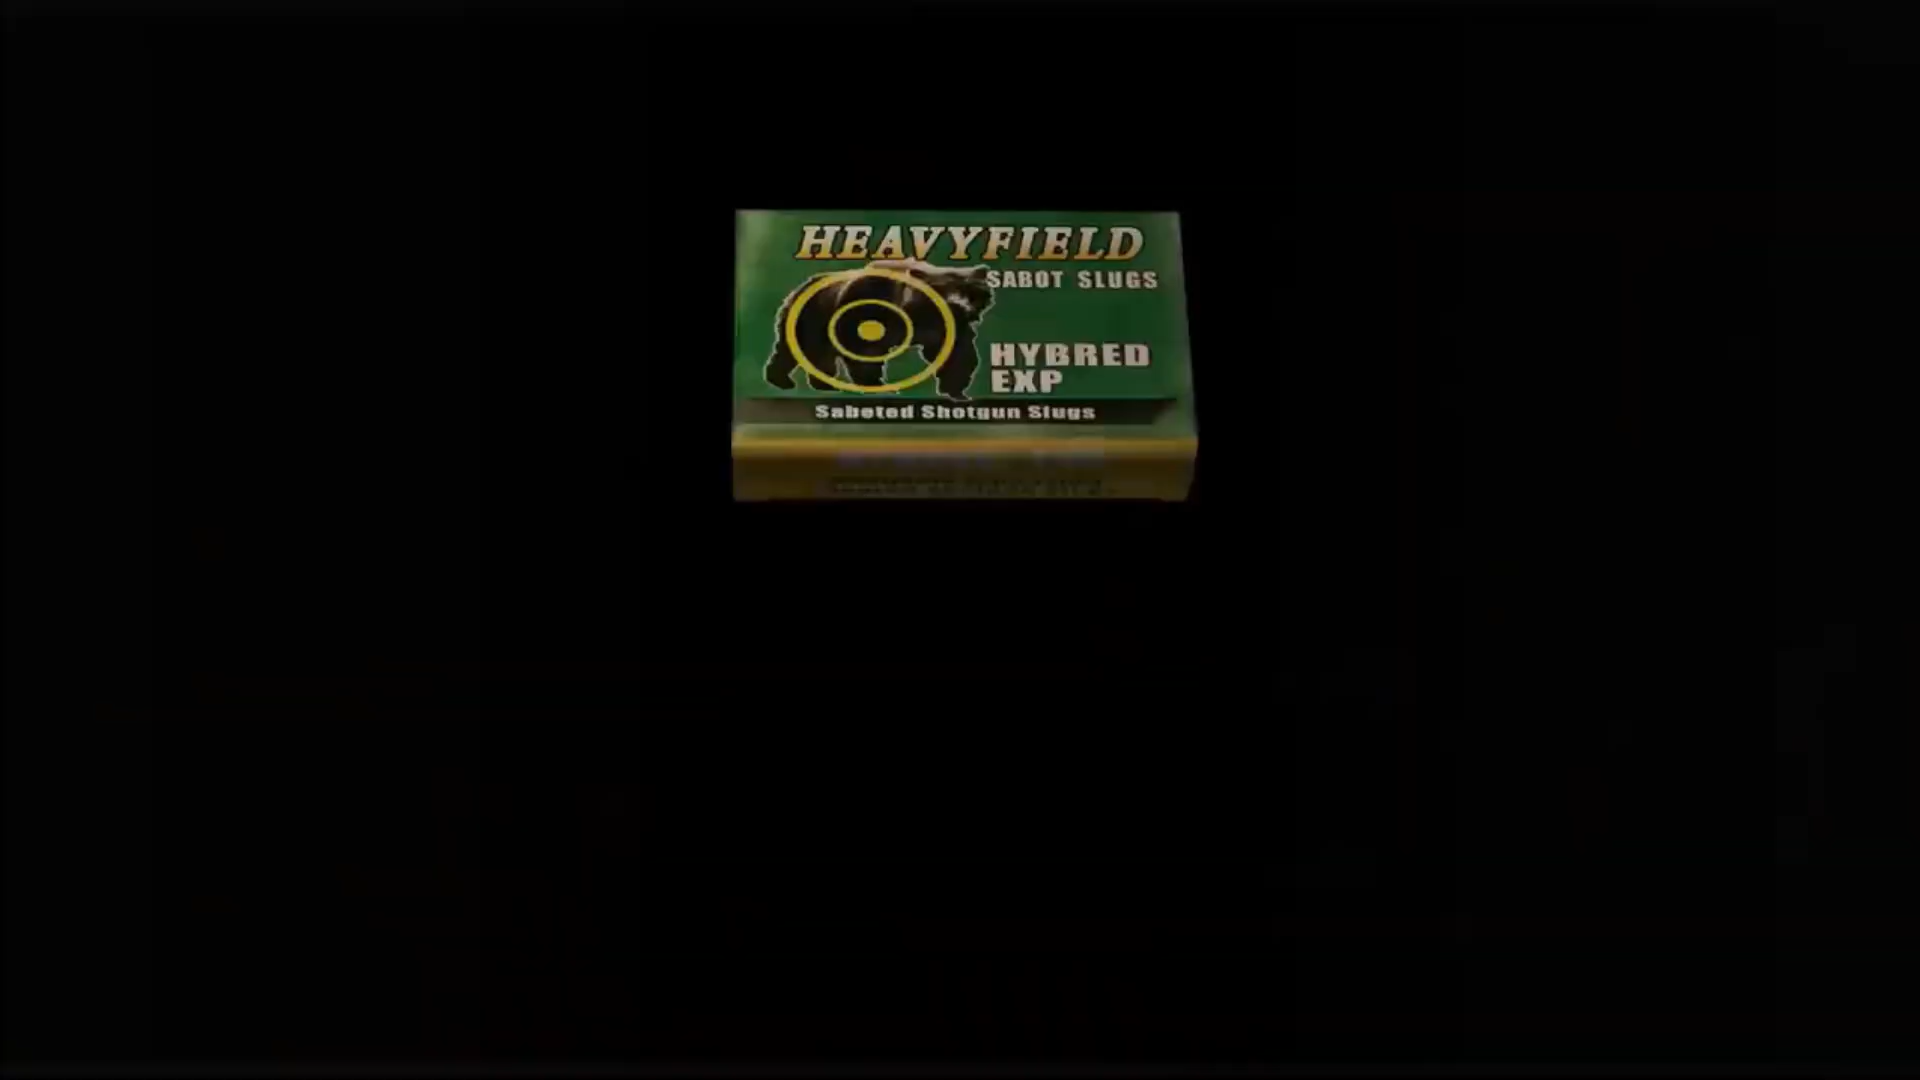 HEAVYFIELD
SABOT SLUGS
HYBRED
EXP
Sabeted Shotgun Slugs